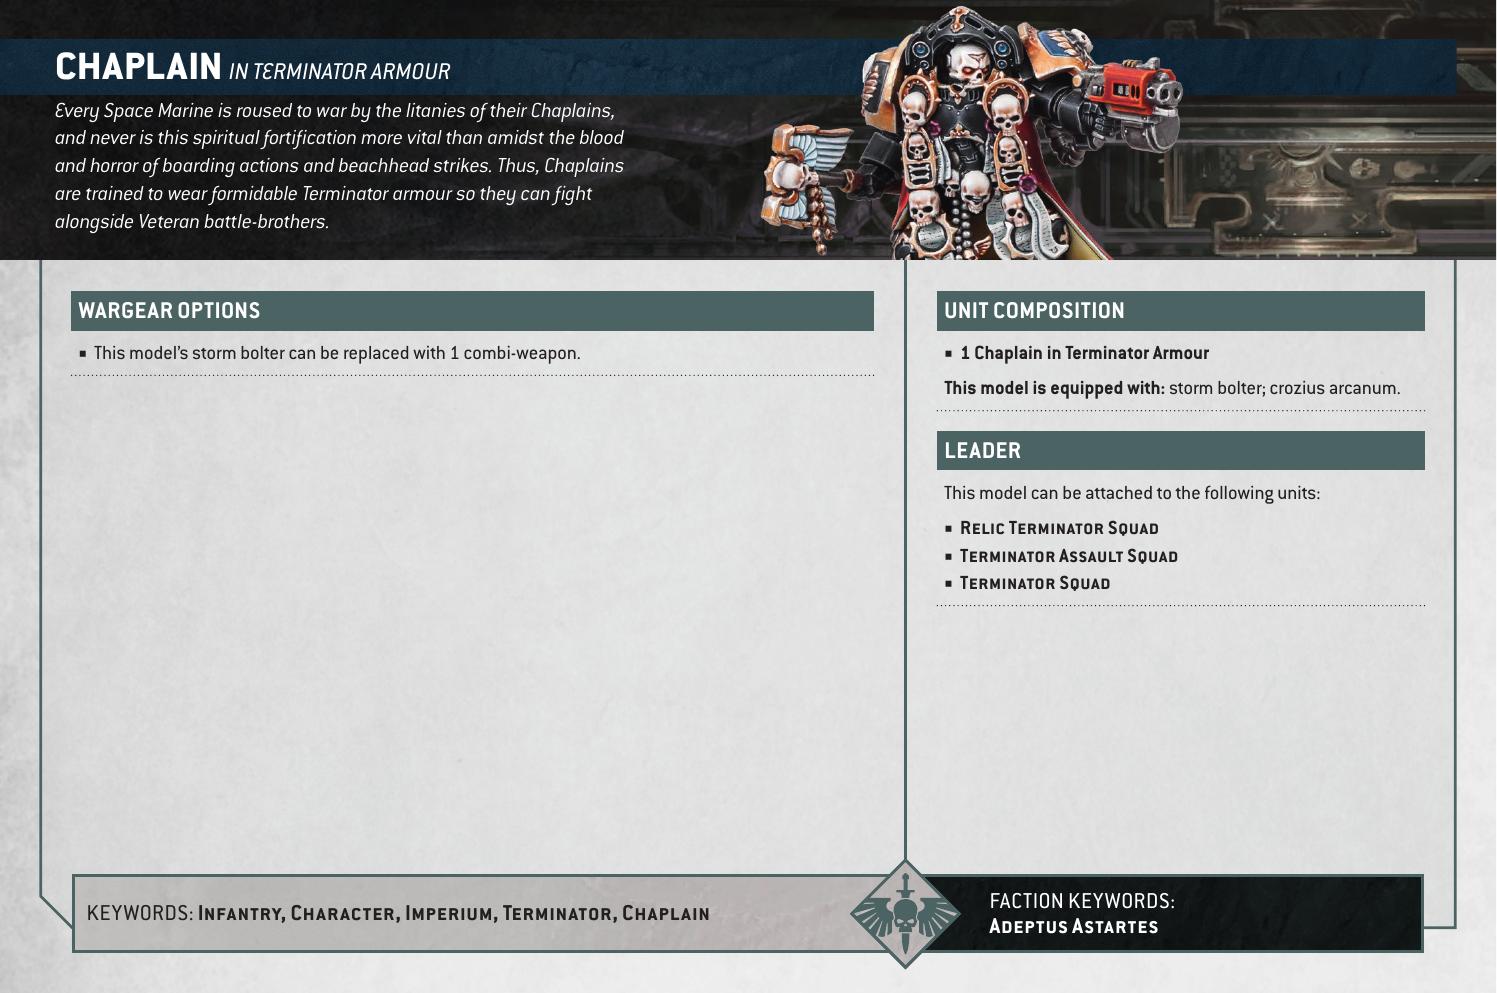 CHAPLAIN IN TERMINATOR ARMOUR
Every Space Marine is roused to war by the litanies of their Chaplains,
and never is this spiritual fortification more vital than amidst the blood
and horror of boarding actions and beachhead strikes. Thus, Chaplains
are trained to wear formidable Terminator armour so they can fight
alongside Veteran battle-brothers.
WARGEAR OPTIONS
■ This model’s storm bolter can be replaced with 1 combi-weapon.
UNIT COMPOSITION
■ 1 Chaplain in Terminator Armour
This model is equipped with: storm bolter; crozius arcanum.
LEADER
This model can be attached to the following units:
■ Relic Terminator Squad
■ Terminator Assault Squad
■ Terminator Squad
KEYWORDS: Infantry, Character, Imperium, Terminator, Chaplain
FACTION KEYWORDS:
Adeptus Astartes